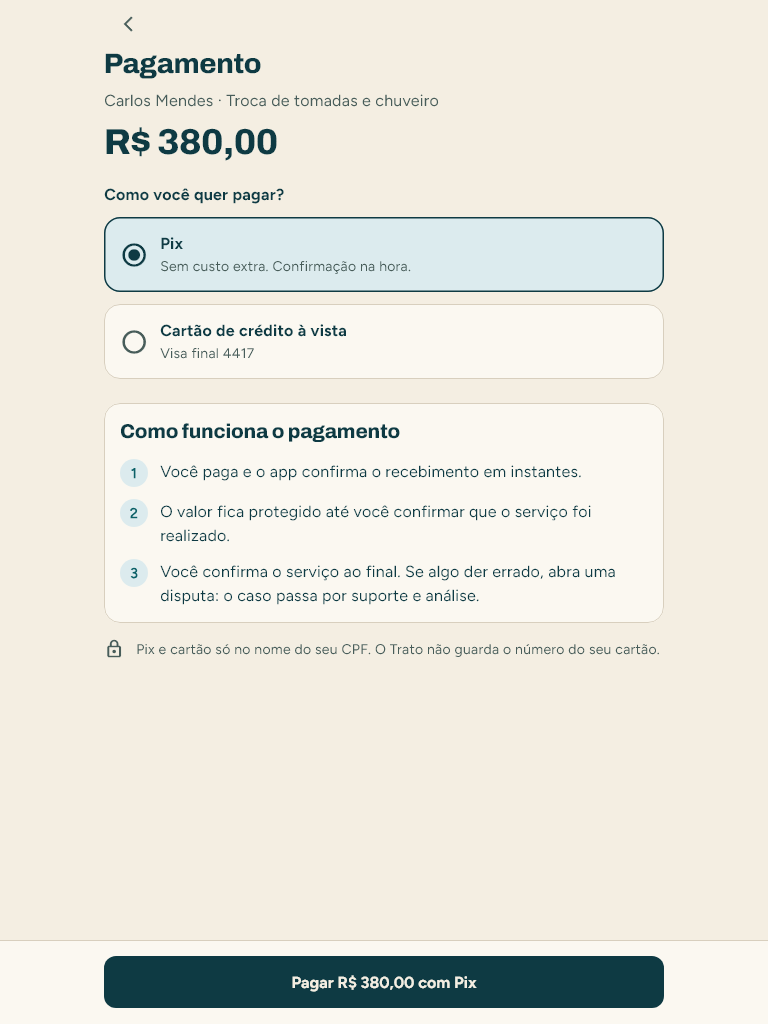 Pagamento
Carlos Mendes · Troca de tomadas e chuveiro
R$ 380,00
Como você quer pagar?
Pix
Sem custo extra. Confirmação na hora.
Cartão de crédito à vista
Visa final 4417
Como funciona o pagamento
1 Você paga e o app confirma o recebimento em instantes.
2 O valor fica protegido até você confirmar que o serviço foi
realizado.
3 Você confirma o serviço ao final. Se algo der errado, abra uma
disputa: o caso passa por suporte e análise.
Pix e cartão só no nome do seu CPF. O Trato não guarda o número do seu cartão.
Pagar R$ 380,00 com Pix